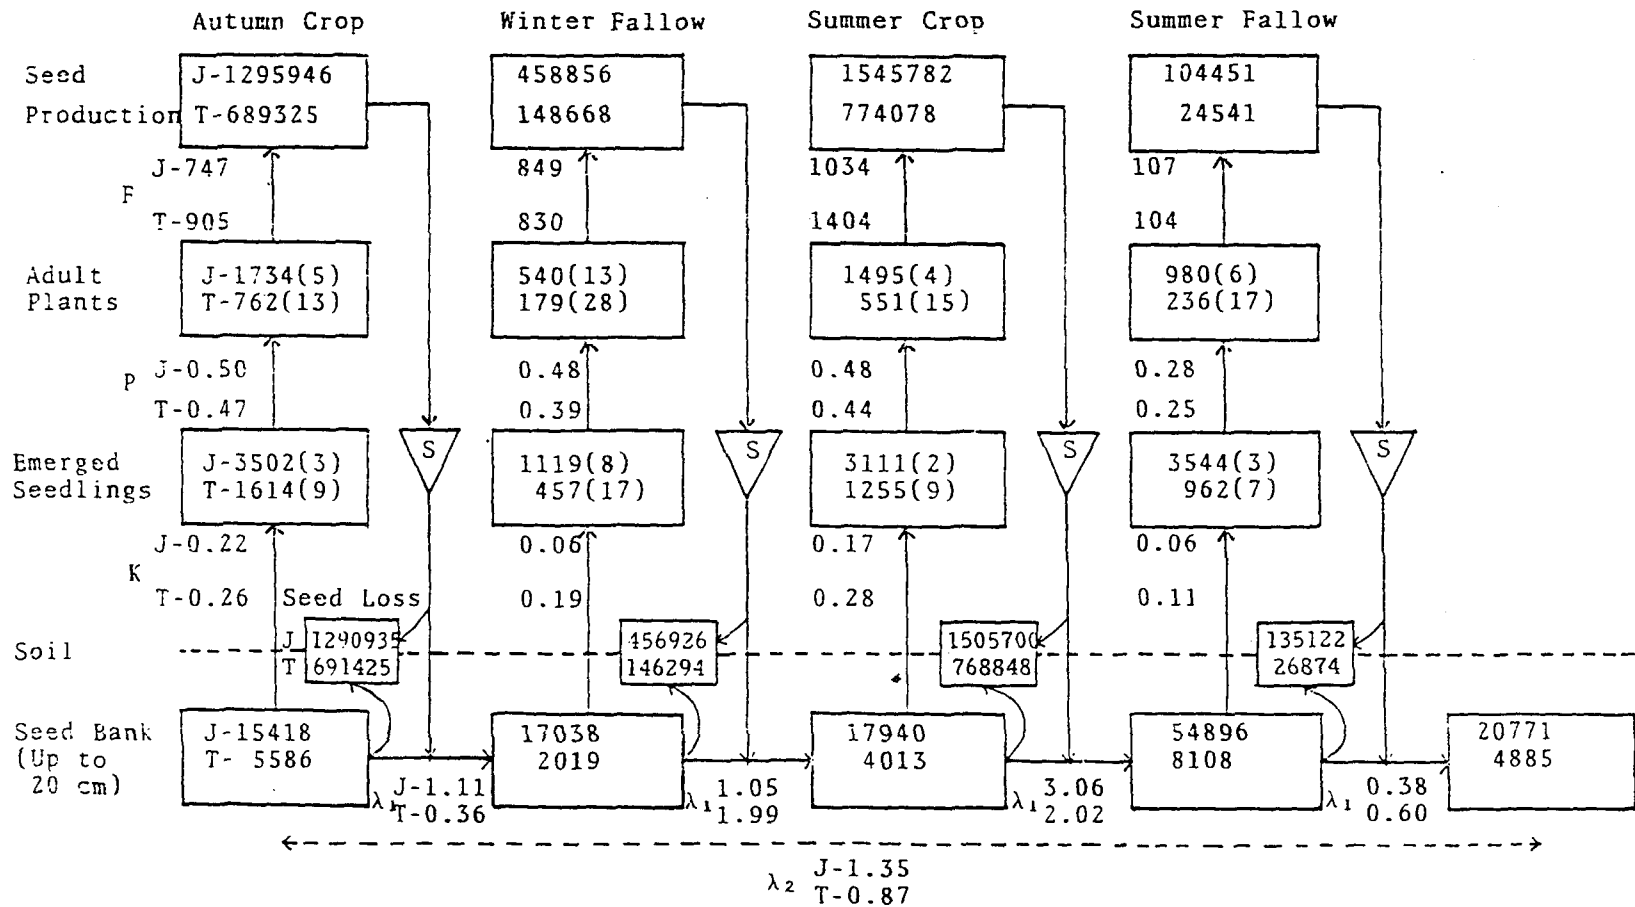 Autumn Crop Winter Fallow Summer Crop Summer Fallow
Seed J-1295946 458856 1545782 104451
Production T-689325 148668 774078 24541
J-747 849 1034 107
F
T-905 830 1404 104
Adult J-1734(5) 540(13) 1495(4) 980(6)
Plants T-762(13) 179(28) 551(15) 236(17)
J-0.50 0.48 0.48 0.28
P
T-0.47 0.39 0.44 0.25
S S S S
Emerged J-3502(3) 1119(8) 3111(2) 3544(3)
Seedlings T-1614(9) 457(17) 1255(9) 962(7)
J-0.22 0.06 0.17 0.06
K
T-0.26 Seed Loss 0.19 0.28 0.11
J 1290935 456926 1505700 135122
Soil
T 691425 146294 768848 26874
Seed Bank J-15418 17038 17940 54896 20771
(Up to T- 5586 2019 4013 8108 4885
20 cm)
J-1.11 1.05 3.06 0.38
λ1 λ1 λ1 λ1
T-0.36 1.99 2.02 0.60
J-1.35
λ2
T-0.87